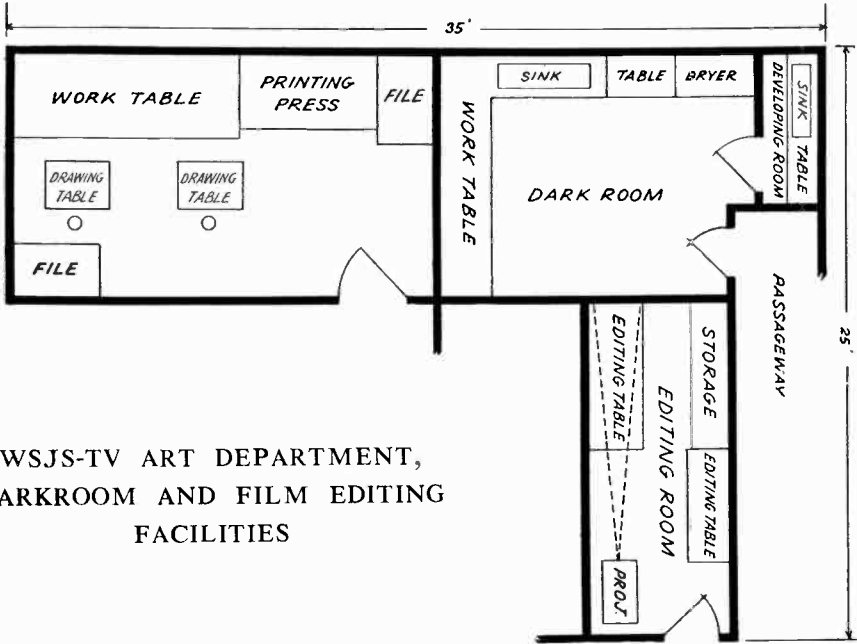 35'
WORK TABLE
PRINTING
PRESS
FILE
DRAWING
TABLE
DRAWING
TABLE
FILE
WORK TABLE
SINK
TABLE
DRYER
DARK ROOM
DEVELOPING ROOM
SINK
TABLE
PASSAGEWAY
25'
EDITING TABLE
STORAGE
EDITING ROOM
EDITING TABLE
PROJ.
WSJS-TV ART DEPARTMENT,
ARKROOM AND FILM EDITING
FACILITIES